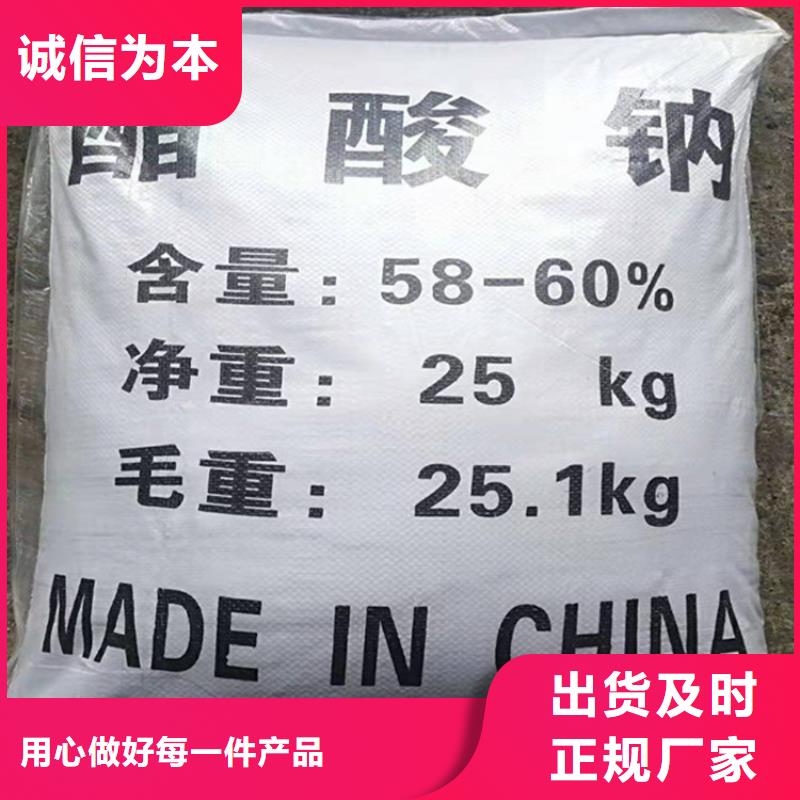 诚信为本
醋酸钠
含量：58-60%
净重：25 kg
毛重：25.1kg
MADE IN CHINA
出货及时
正规厂家
用心做好每一件产品